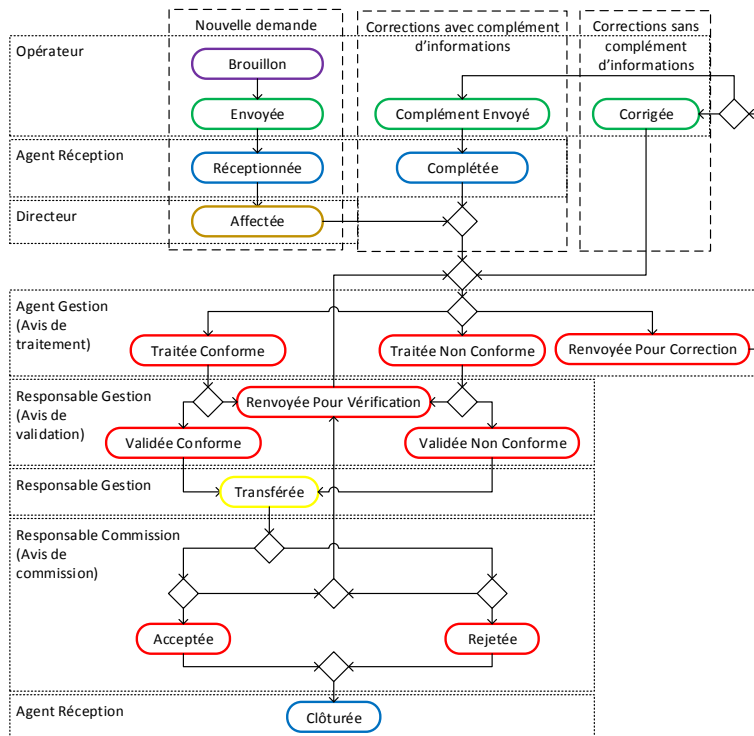 Nouvelle demande
Corrections avec complément
d'informations
Corrections sans
complément
d'informations
Opérateur
Brouillon
Envoyée
Complément Envoyé
Corrigée
Agent Réception
Réceptionnée
Complétée
Directeur
Affectée
Agent Gestion
(Avis de
traitement)
Traitée Conforme
Traitée Non Conforme
Renvoyée Pour Correction
Responsable Gestion
(Avis de
validation)
Renvoyée Pour Vérification
Validée Conforme
Validée Non Conforme
Responsable Gestion
Transférée
Responsable Commission
(Avis de
commission)
Acceptée
Rejetée
Agent Réception
Clôturée